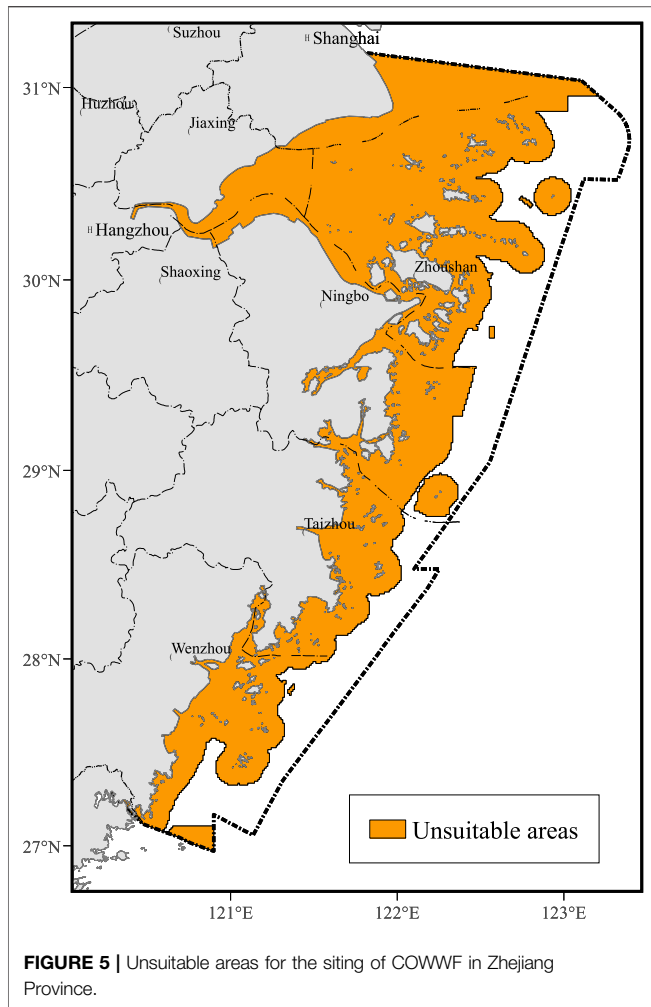 Suzhou
Shanghai
31°N
Huzhou
Jiaxing
Hangzhou
30°N
Shaoxing
Zhoushan
Ningbo
29°N
Taizhou
Wenzhou
28°N
Unsuitable areas
27°N
121°E 122°E 123°E
FIGURE 5 | Unsuitable areas for the siting of COWWF in Zhejiang
Province.